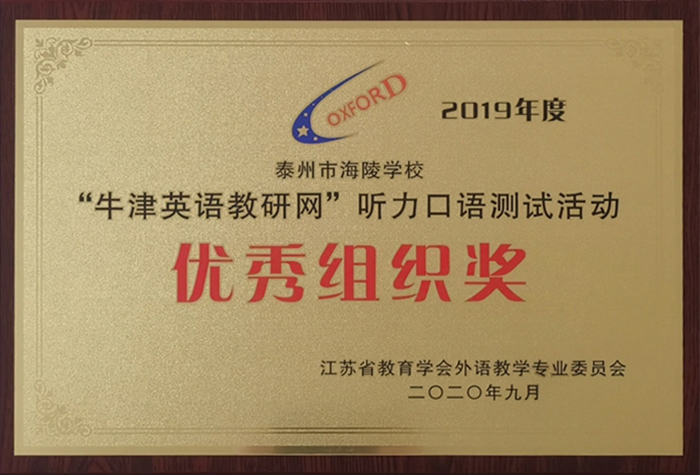 OXFORD
2019年度
泰州市海陵学校
“牛津英语教研网”听力口语测试活动
优秀组织奖
江苏省教育学会外语教学专业委员会
二〇二〇年九月